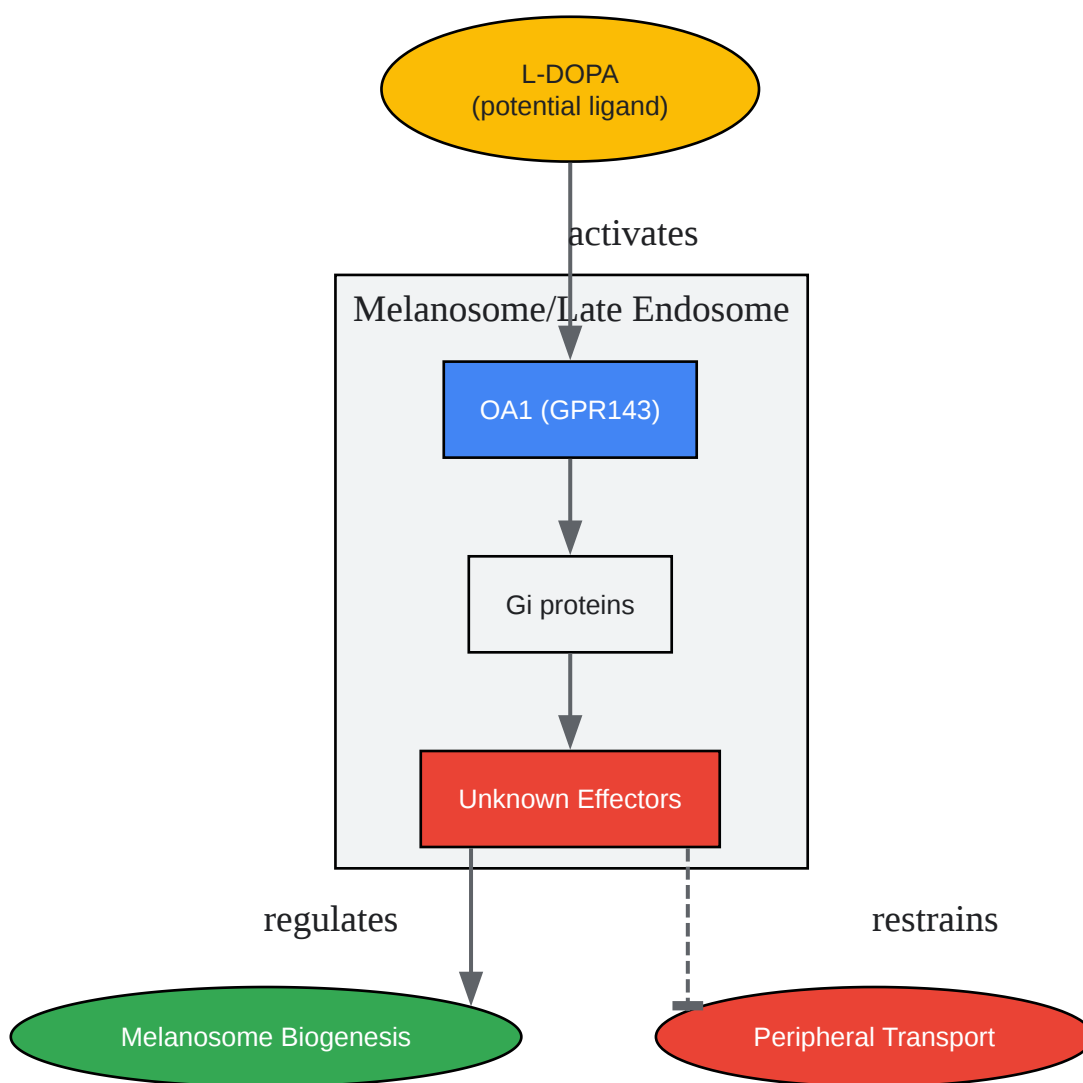 L-DOPA
(potential ligand)
activates
Melanosome/Late Endosome
OA1 (GPR143)
Gi proteins
Unknown Effectors
regulates
restrains
Melanosome Biogenesis
Peripheral Transport